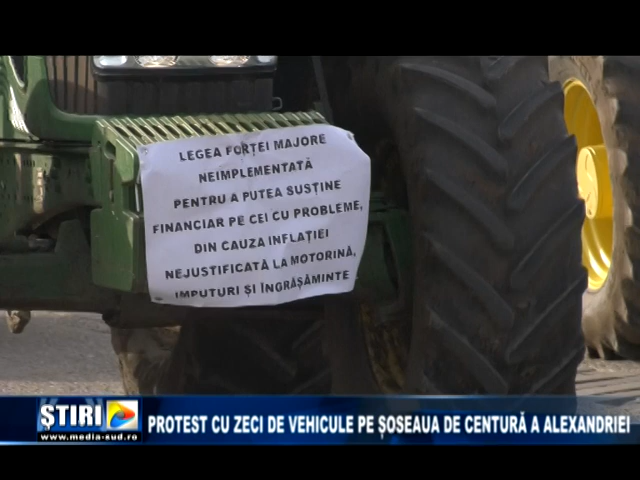 LEGEA FORȚEI MAJORE
NEIMPLEMENTATĂ
PENTRU A PUTEA SUSȚINE
FINANCIAR PE CEI CU PROBLEME,
DIN CAUZA INFLAȚIEI
NEJUSTIFICATĂ LA MOTORINĂ,
IMPUTURI ȘI ÎNGRĂȘĂMINTE
ȘTIRI
www.media-sud.ro
PROTEST CU ZECI DE VEHICULE PE ȘOSEAUA DE CENTURĂ A ALEXANDRIEI